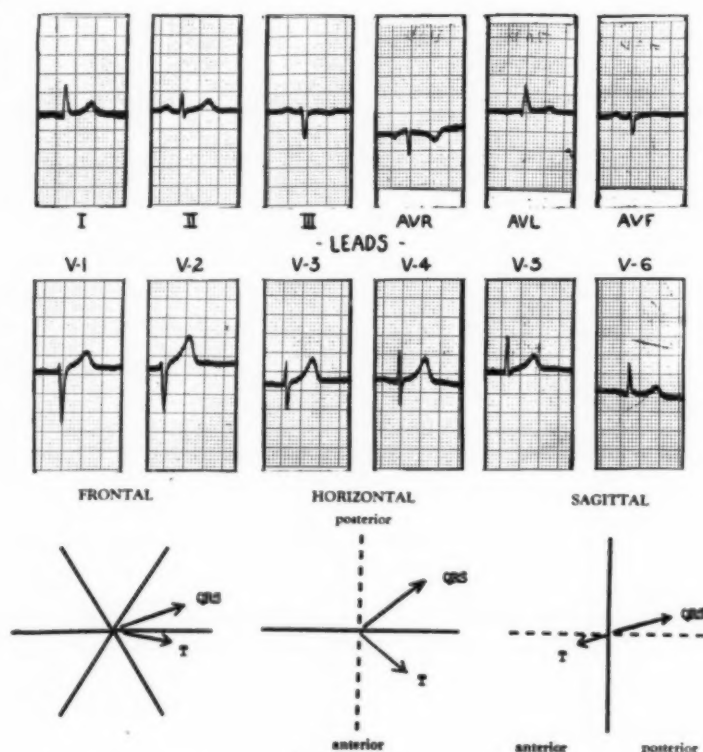 I II III AVR AVL AVF
- LEADS -
V-1 V-2 V-3 V-4 V-5 V-6
FRONTAL HORIZONTAL SAGITTAL
posterior
QRS QRS QRS
T T T
anterior anterior posterior